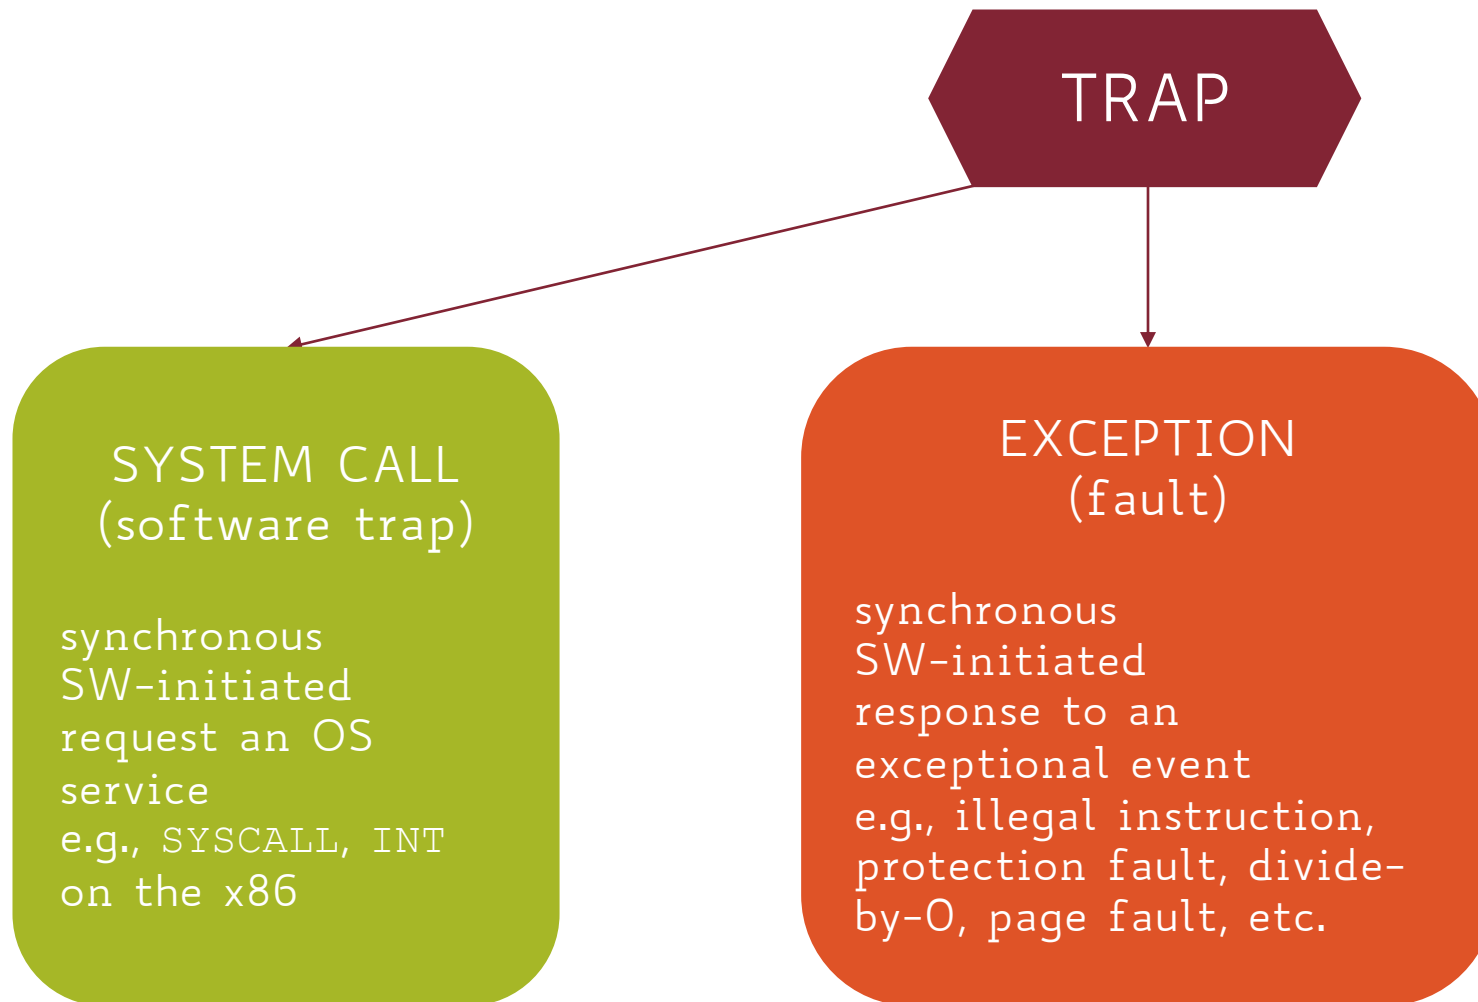 TRAP
SYSTEM CALL
(software trap)
synchronous
SW-initiated
request an OS
service
e.g., SYSCALL, INT
on the x86
EXCEPTION
(fault)
synchronous
SW-initiated
response to an
exceptional event
e.g., illegal instruction,
protection fault, divide-
by-0, page fault, etc.